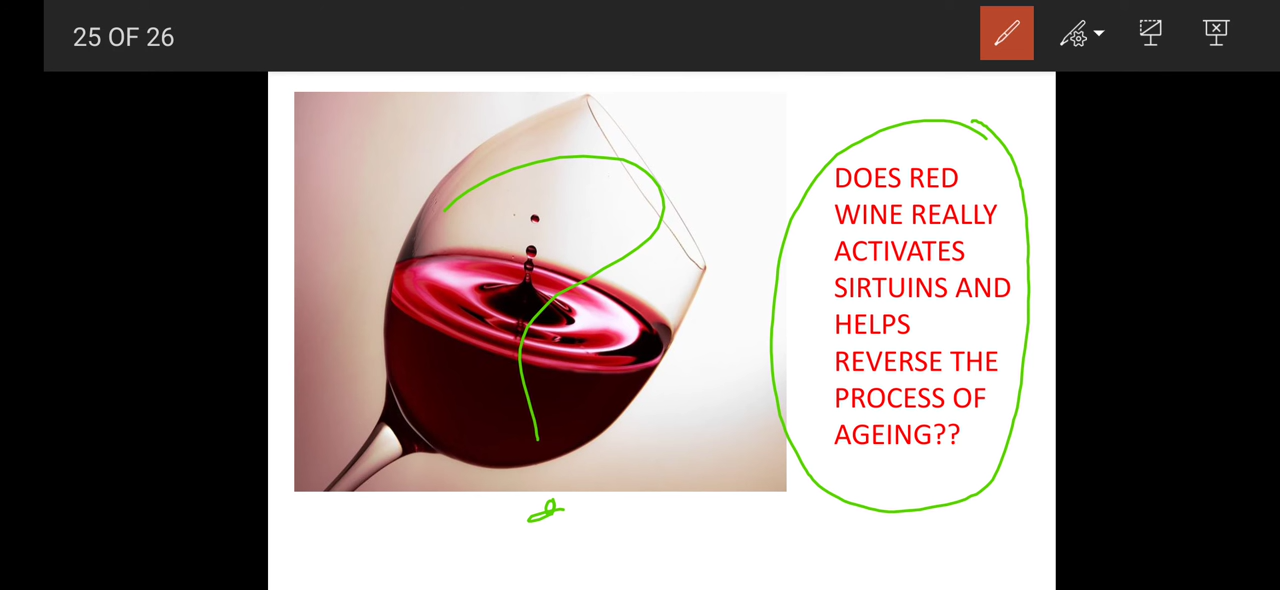 25 OF 26
DOES RED
WINE REALLY
ACTIVATES
SIRTUINS AND
HELPS
REVERSE THE
PROCESS OF
AGEING??